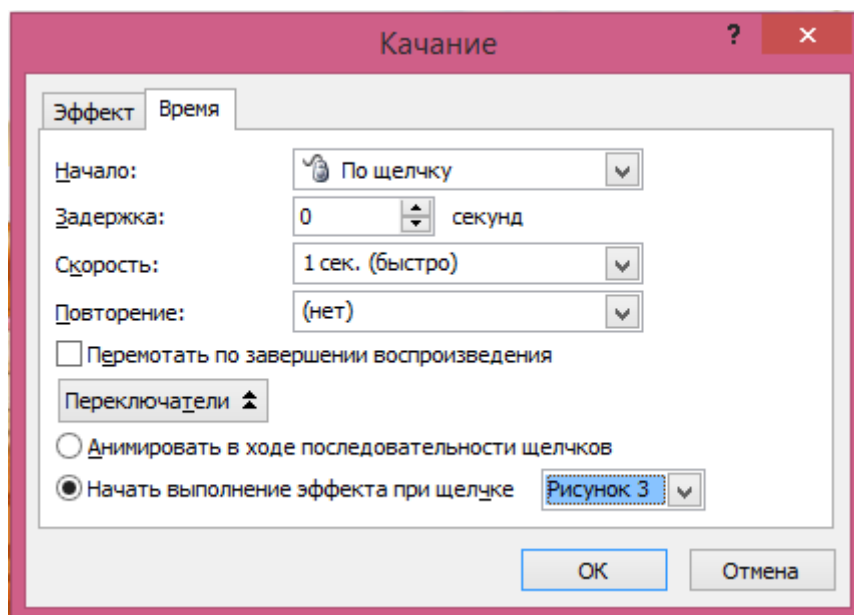 Качание ?
Эффект Время
Начало: По щелчку
Задержка: 0 секунд
Скорость: 1 сек. (быстро)
Повторение: (нет)
Перемотать по завершении воспроизведения
Переключатели
Анимировать в ходе последовательности щелчков
Начать выполнение эффекта при щелчке Рисунок 3
ОК Отмена